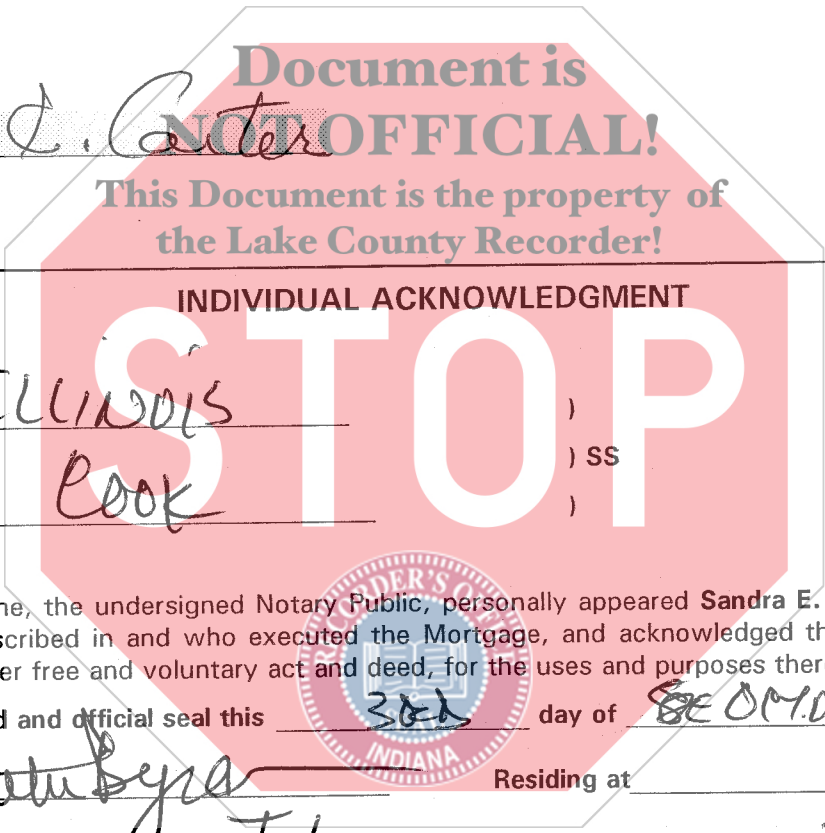 Document is
NOT OFFICIAL!
This Document is the property of
the Lake County Recorder!
E. Carter
INDIVIDUAL ACKNOWLEDGMENT
ILLINOIS )
) SS
COOK )
STOP
ne, the undersigned Notary Public, personally appeared Sandra E.
scribed in and who executed the Mortgage, and acknowledged th
er free and voluntary act and deed, for the uses and purposes ther
d and official seal this day of
Residing at
RECORDER'S OFFICE
INDIANA